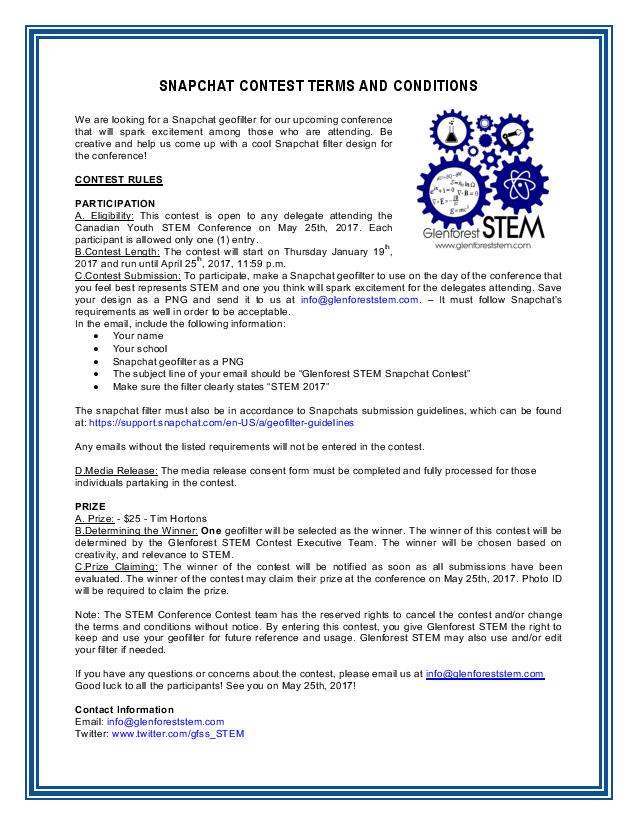 SNAPCHAT CONTEST TERMS AND CONDITIONS
We are looking for a Snapchat geofilter for our upcoming conference
that will spark excitement among those who are attending. Be
creative and help us come up with a cool Snapchat filter design for
the conference!
Glenforest STEM
www.glenforeststem.com
CONTEST RULES
PARTICIPATION
A. Eligibility: This contest is open to any delegate attending the
Canadian Youth STEM Conference on May 25th, 2017. Each
participant is allowed only one (1) entry.
B.Contest Length: The contest will start on Thursday January 19th,
2017 and run until April 25th, 2017, 11:59 p.m.
C.Contest Submission: To participate, make a Snapchat geofilter to use on the day of the conference that
you feel best represents STEM and one you think will spark excitement for the delegates attending. Save
your design as a PNG and send it to us at info@glenforeststem.com. – It must follow Snapchat's
requirements as well in order to be acceptable.
In the email, include the following information:
• Your name
• Your school
• Snapchat geofilter as a PNG
• The subject line of your email should be "Glenforest STEM Snapchat Contest"
• Make sure the filter clearly states "STEM 2017"
The snapchat filter must also be in accordance to Snapchats submission guidelines, which can be found
at: https://support.snapchat.com/en-US/a/geofilter-guidelines
Any emails without the listed requirements will not be entered in the contest.
D.Media Release: The media release consent form must be completed and fully processed for those
individuals partaking in the contest.
PRIZE
A. Prize: - $25 - Tim Hortons
B.Determining the Winner: One geofilter will be selected as the winner. The winner of this contest will be
determined by the Glenforest STEM Contest Executive Team. The winner will be chosen based on
creativity, and relevance to STEM.
C.Prize Claiming: The winner of the contest will be notified as soon as all submissions have been
evaluated. The winner of the contest may claim their prize at the conference on May 25th, 2017. Photo ID
will be required to claim the prize.
Note: The STEM Conference Contest team has the reserved rights to cancel the contest and/or change
the terms and conditions without notice. By entering this contest, you give Glenforest STEM the right to
keep and use your geofilter for future reference and usage. Glenforest STEM may also use and/or edit
your filter if needed.
If you have any questions or concerns about the contest, please email us at info@glenforeststem.com
Good luck to all the participants! See you on May 25th, 2017!
Contact Information
Email: info@glenforeststem.com
Twitter: www.twitter.com/gfss_STEM